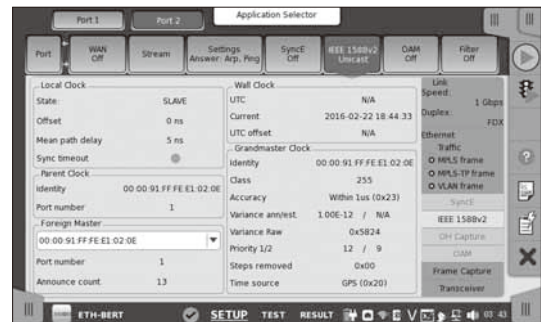 Application Selector
Port 1
Port 2
Port
WAN
Off
Stream
Settings
Answer: Arp, Ping
SyncE
Off
IEEE 1588v2
Unicast
OAM
Off
Filter
Off
Local Clock
State: SLAVE
Offset 0 ns
Mean path delay 5 ns
Sync timeout
Parent Clock
Identity 00:00:91:FF:FE:E1:02:0E
Port number 1
Foreign Master
00:00:91:FF:FE:E1:02:0E
Port number 1
Announce count 13
Wall Clock
UTC N/A
Current 2016-02-22 18:44:33
UTC offset N/A
Grandmaster Clock
Identity 00:00:91:FF:FE:E1:02:0E
Class 255
Accuracy Within 1us (0x23)
Variance ann/est. 1.00E-12 / N/A
Variance Raw 0x5824
Priority 1/2 12 / 9
Steps removed 0x00
Time source GPS (0x20)
Link
Speed:
1 Gbps
Duplex:
FDX
Ethernet
Traffic
MPLS frame
MPLS-TP frame
VLAN frame
SyncE
IEEE 1588v2
OH Capture
OAM
Frame Capture
Transceiver
ETH-BERT
SETUP TEST RESULT
03 43